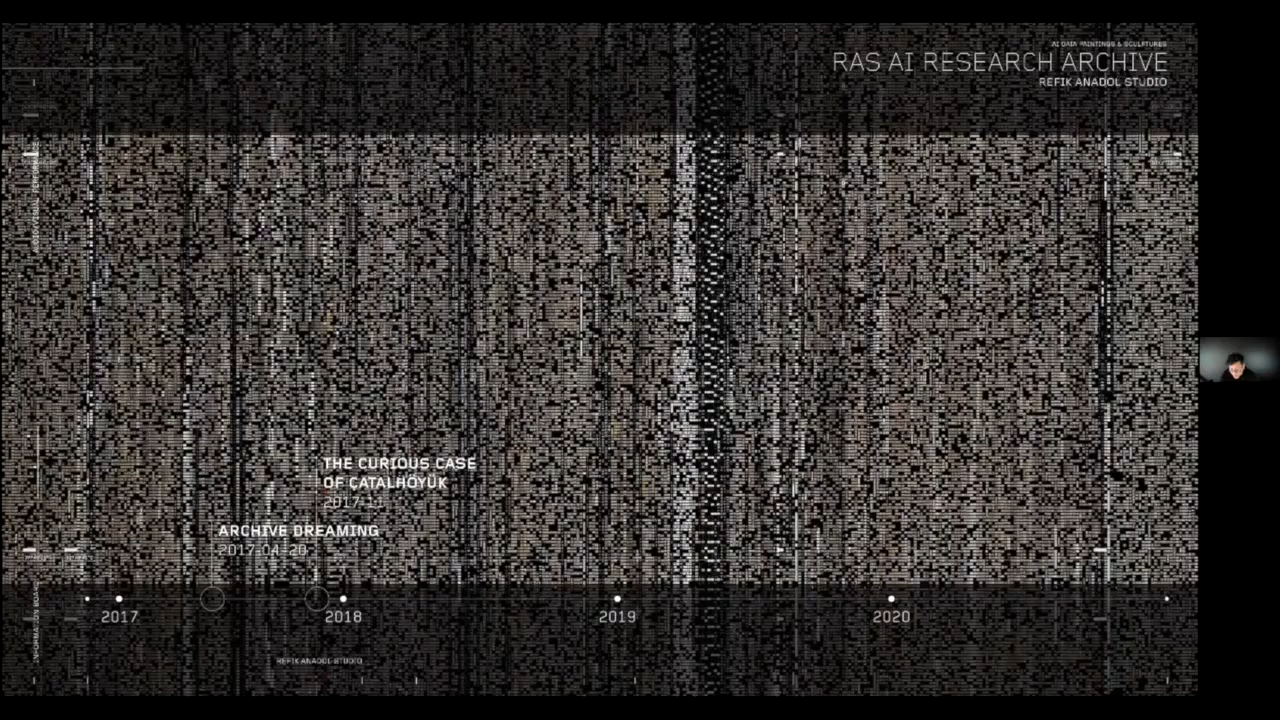 AI DATA PAINTINGS & SCULPTURES
RAS AI RESEARCH ARCHIVE
REFIK ANADOL STUDIO
THE CURIOUS CASE
OF ÇATALHÖYÜK
2017-11
ARCHIVE DREAMING
2017-04-20
2017
2018
2019
2020
REFIK ANADOL STUDIO